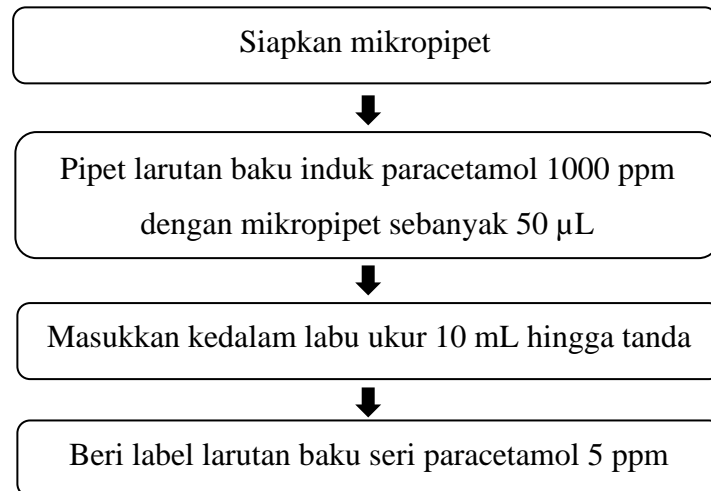 Siapkan mikropipet
Pipet larutan baku induk paracetamol 1000 ppm
dengan mikropipet sebanyak 50 µL
Masukkan kedalam labu ukur 10 mL hingga tanda
Beri label larutan baku seri paracetamol 5 ppm